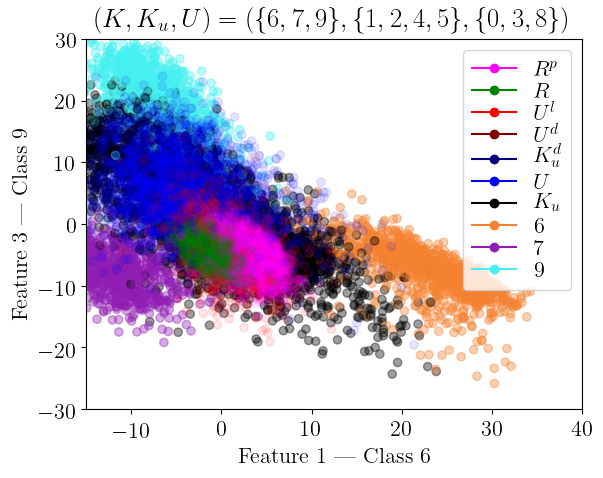 (K, K_u, U) = ({6, 7, 9}, {1, 2, 4, 5}, {0, 3, 8})
30
20
10
0
−10
−20
−30
Feature 3 — Class 9
R^p
R
U^l
U^d
K_u^d
U
K_u
6
7
9
−10
0
10
20
30
40
Feature 1 — Class 6